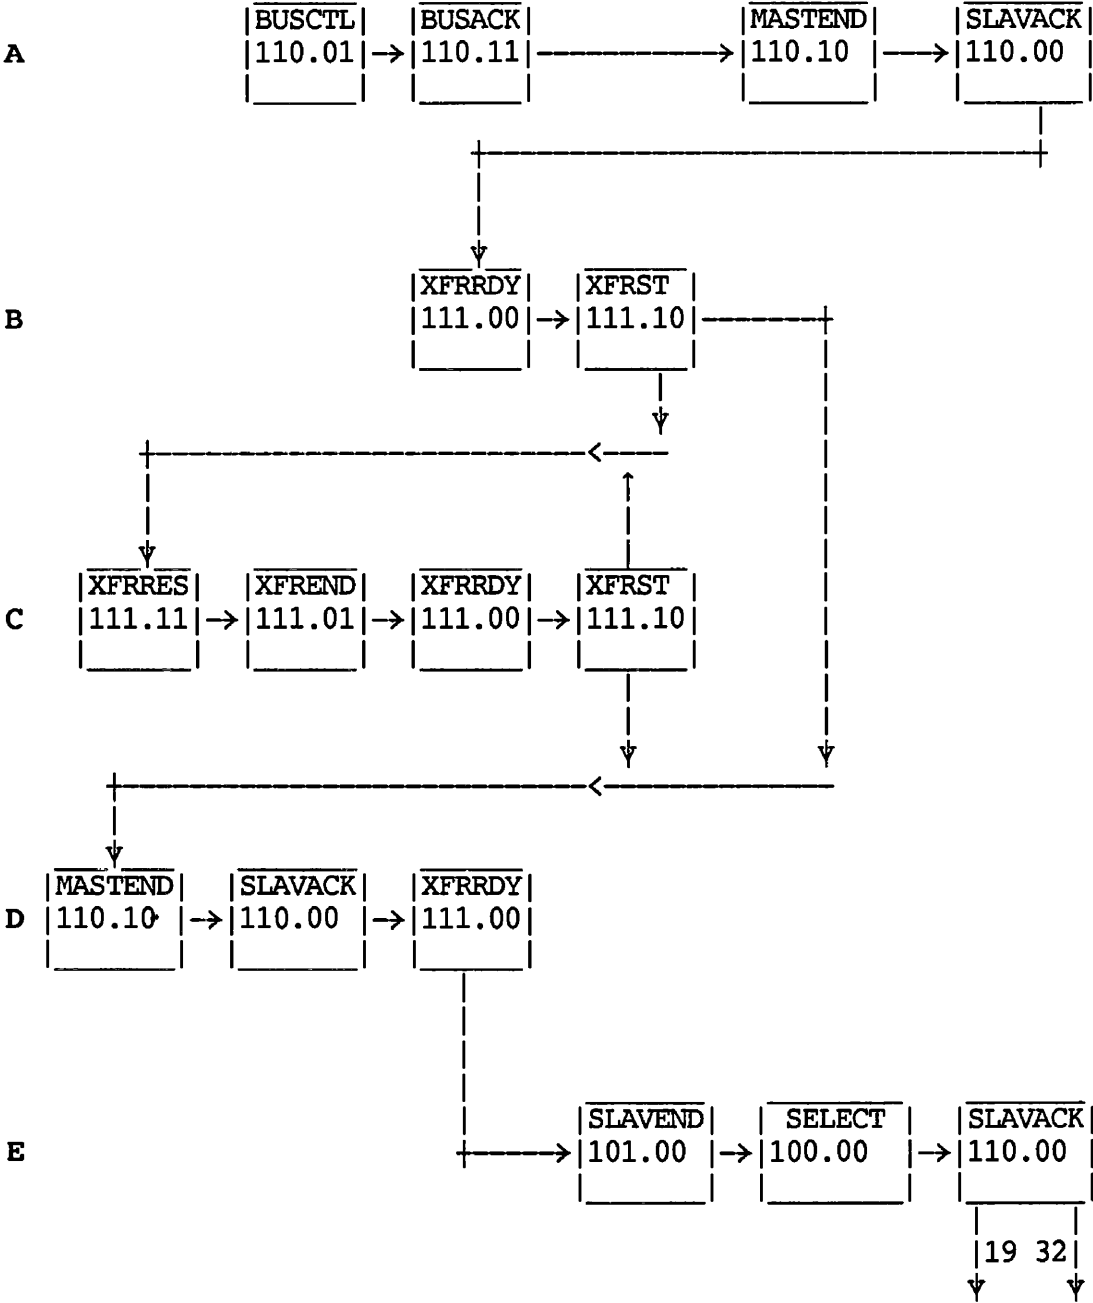 BUSCTL BUSACK MASTEND SLAVACK
A 110.01 110.11 110.10 110.00
XFRRDY XFRST
B 111.00 111.10
XFRRES XFREND XFRRDY XFRST
C 111.11 111.01 111.00 111.10
MASTEND SLAVACK XFRRDY
D 110.10 110.00 111.00
SLAVEND SELECT SLAVACK
E 101.00 100.00 110.00
19 32